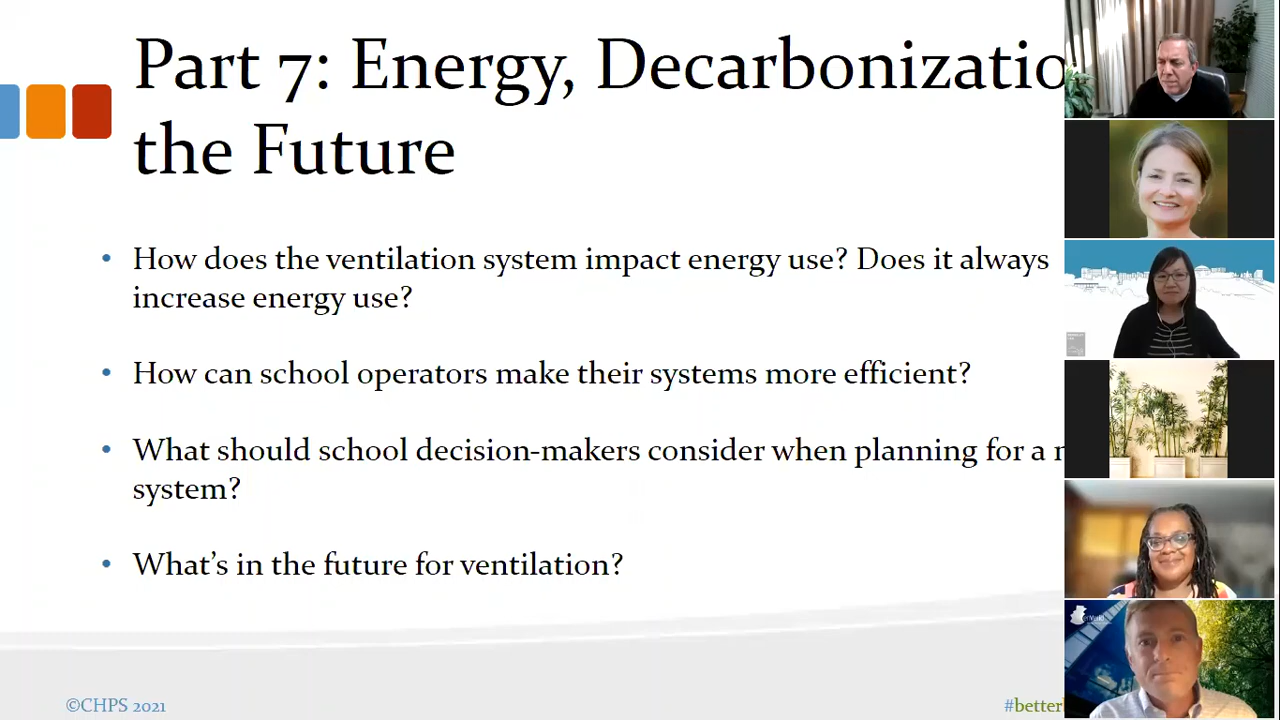 Part 7: Energy, Decarbonizatio
the Future
• How does the ventilation system impact energy use? Does it always
increase energy use?
• How can school operators make their systems more efficient?
• What should school decision-makers consider when planning for a
system?
• What's in the future for ventilation?
©CHPS 2021
#better